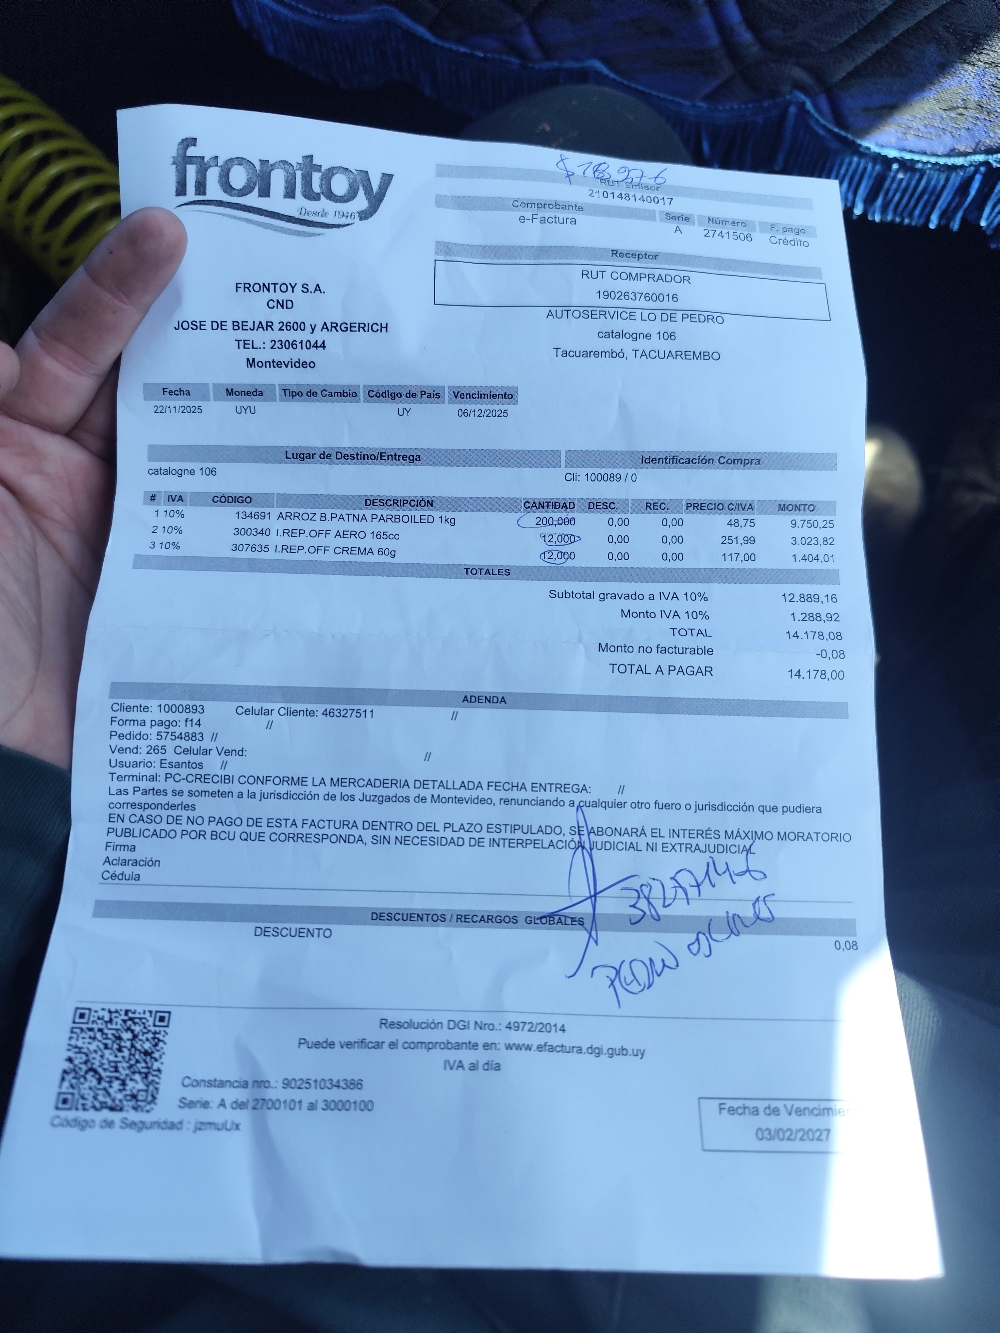 frontoy
Desde 1946
RUT Emisor
210148140017
Comprobante Serie Número F. pago
e-Factura A 2741506 Crédito
Receptor
RUT COMPRADOR
190263760016
AUTOSERVICE LO DE PEDRO
catalogne 106
Tacuarembó, TACUAREMBO
FRONTOY S.A.
CND
JOSE DE BEJAR 2600 y ARGERICH
TEL.: 23061044
Montevideo
Fecha Moneda Tipo de Cambio Código de País Vencimiento
22/11/2025 UYU UY 06/12/2025
Lugar de Destino/Entrega Identificación Compra
catalogne 106 Cli: 100089 / 0
# IVA CÓDIGO DESCRIPCIÓN CANTIDAD DESC. REC. PRECIO C/IVA MONTO
1 10% 134691 ARROZ B.PATNA PARBOILED 1kg 200,000 0,00 0,00 48,75 9.750,25
2 10% 300340 I.REP.OFF AERO 165cc 12,000 0,00 0,00 251,99 3.023,82
3 10% 307635 I.REP.OFF CREMA 60g 12,000 0,00 0,00 117,00 1.404,01
TOTALES
Subtotal gravado a IVA 10% 12.889,16
Monto IVA 10% 1.288,92
TOTAL 14.178,08
Monto no facturable -0,08
TOTAL A PAGAR 14.178,00
ADENDA
Cliente: 1000893 Celular Cliente: 46327511 //
Forma pago: f14 //
Pedido: 5754883 //
Vend: 265 Celular Vend: //
Usuario: Esantos //
Terminal: PC-CRECIBI CONFORME LA MERCADERIA DETALLADA FECHA ENTREGA: //
Las Partes se someten a la jurisdicción de los Juzgados de Montevideo, renunciando a cualquier otro fuero o jurisdicción que pudiera
corresponderles
EN CASO DE NO PAGO DE ESTA FACTURA DENTRO DEL PLAZO ESTIPULADO, SE ABONARÁ EL INTERÉS MÁXIMO MORATORIO
PUBLICADO POR BCU QUE CORRESPONDA, SIN NECESIDAD DE INTERPELACIÓN JUDICIAL NI EXTRAJUDICIAL
Firma
Aclaración
Cédula
DESCUENTOS / RECARGOS GLOBALES
DESCUENTO 0,08
Resolución DGI Nro.: 4972/2014
Puede verificar el comprobante en: www.efactura.dgi.gub.uy
IVA al día
Constancia nro.: 90251034386
Serie: A del 2700101 al 3000100
Código de Seguridad : jzmuUx
Fecha de Vencimie
03/02/2027